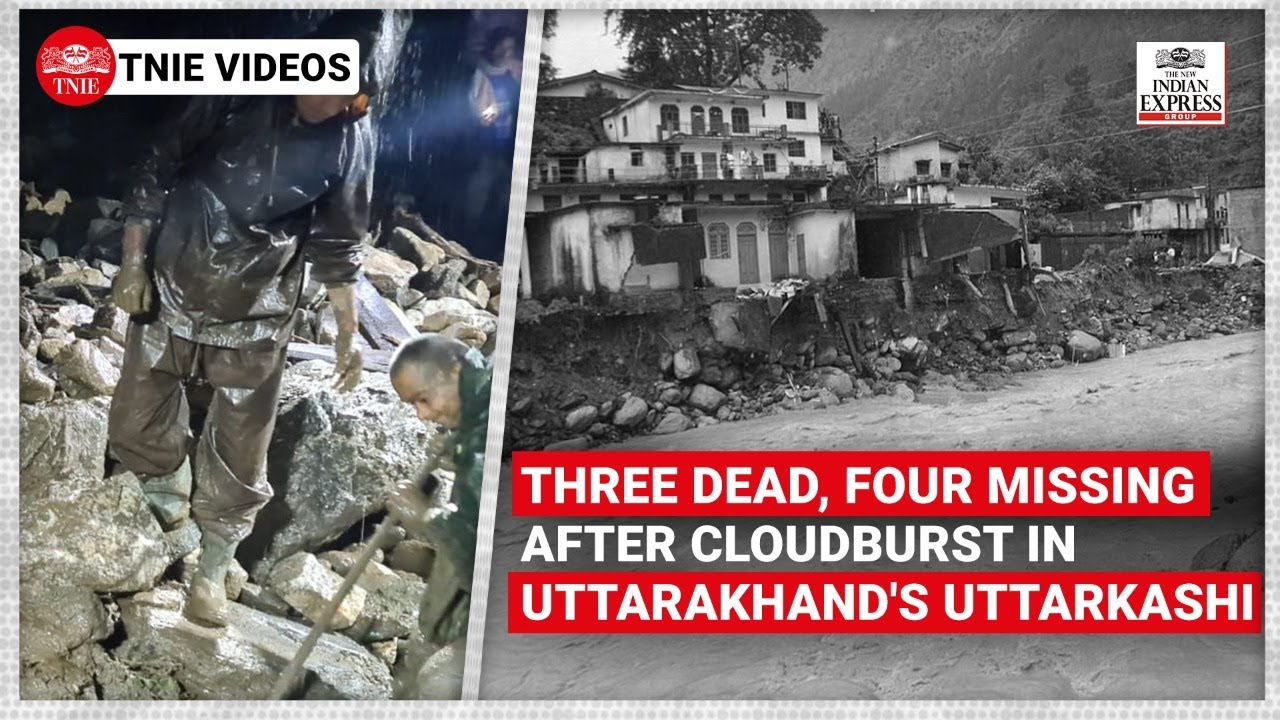 TNIE
TNIE VIDEOS
THE NEW
INDIAN
EXPRESS
GROUP
THREE DEAD, FOUR MISSING
AFTER CLOUDBURST IN
UTTARAKHAND'S UTTARKASHI